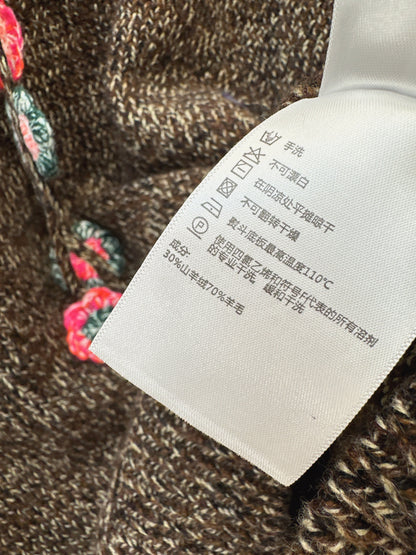 手洗
不可漂白
在阴凉处平摊晾干
不可翻转干燥
熨斗底板最高温度110℃
使用四氯乙烯和符号F代表的所有溶剂
的专业干洗 缓和干洗
成分:
30%山羊绒70%羊毛